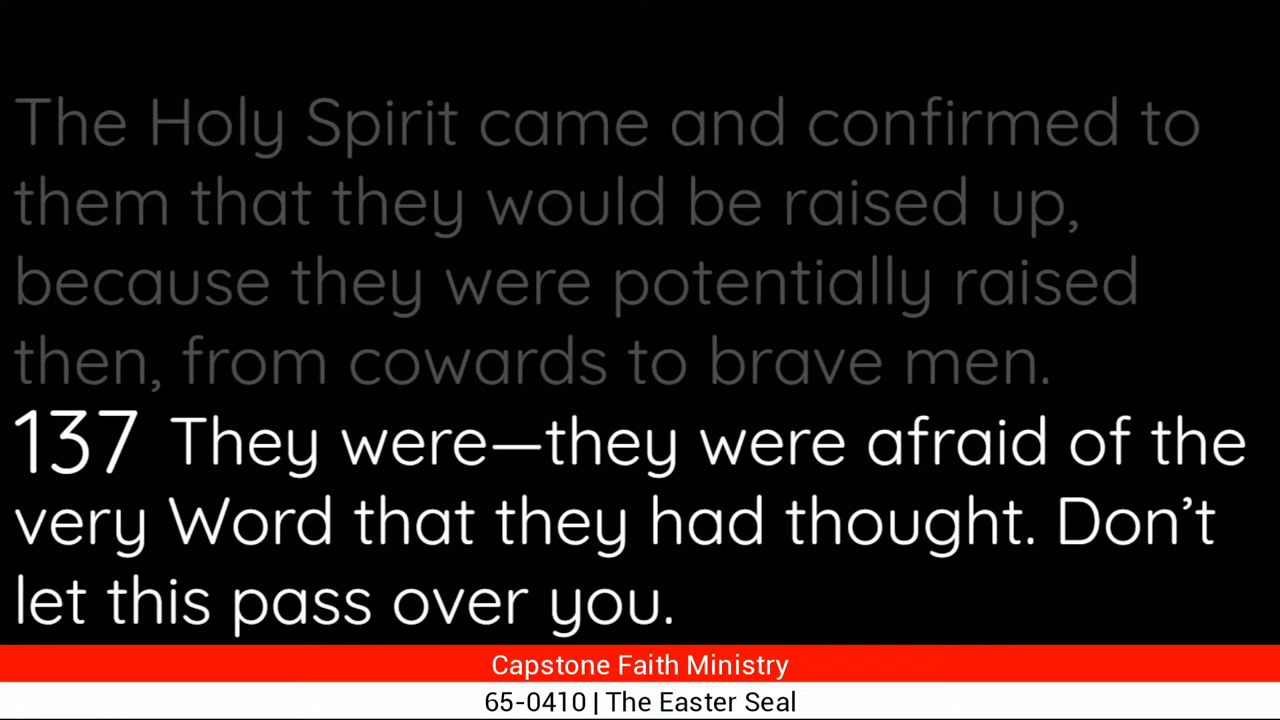 The Holy Spirit came and confirmed to
them that they would be raised up,
because they were potentially raised
then, from cowards to brave men.
137 They were—they were afraid of the
very Word that they had thought. Don’t
let this pass over you.
Capstone Faith Ministry
65-0410 | The Easter Seal